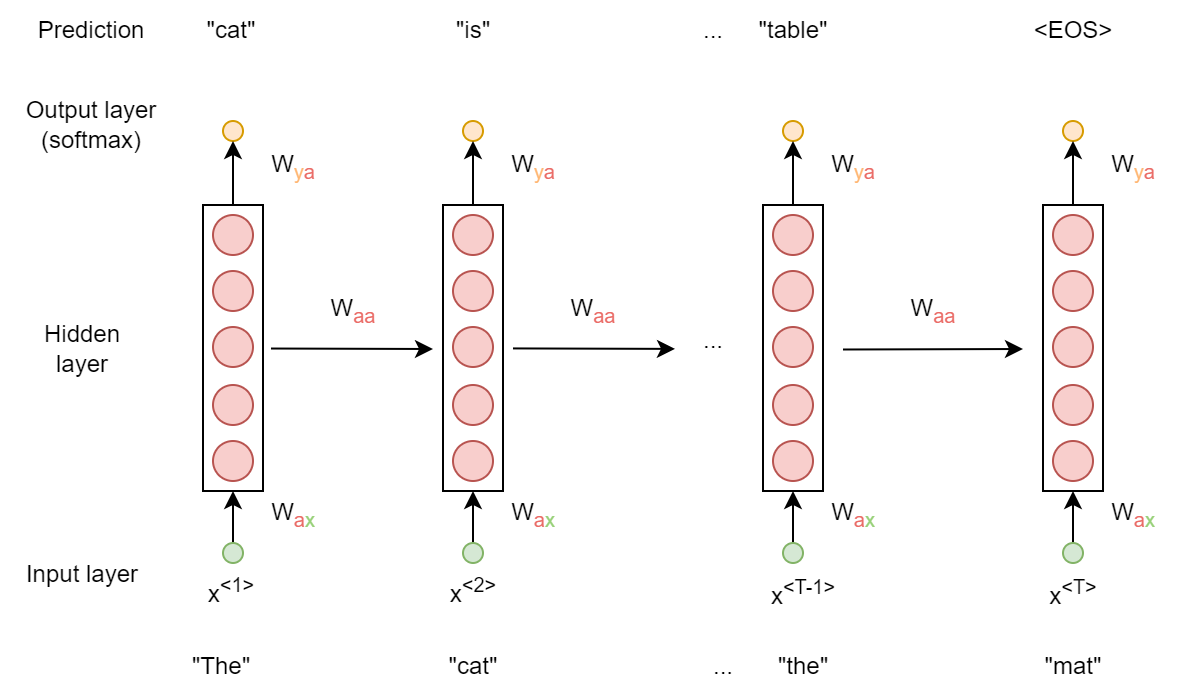 Prediction "cat" "is" ... "table" <EOS>
Output layer
(softmax)
Wya Wya Wya Wya
Waa Waa Waa
Hidden
layer
...
Wax Wax Wax Wax
Input layer
x<1> x<2> x<T-1> x<T>
"The" "cat" ... "the" "mat"